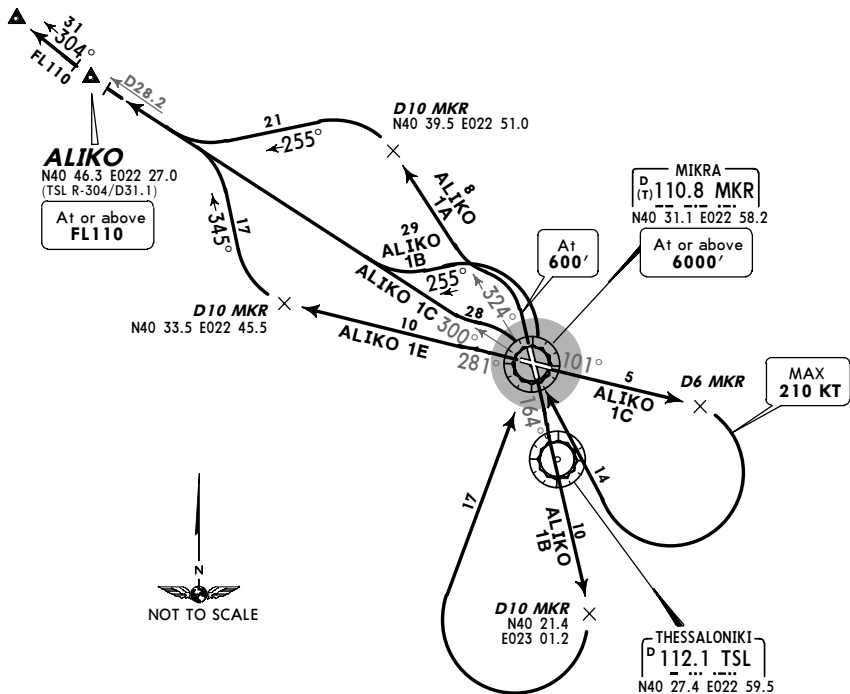 31
304°
FL110
D28.2
ALIKO
N40 46.3 E022 27.0
(TSL R-304/D31.1)
At or above
FL110
21
255°
D10 MKR
N40 39.5 E022 51.0
8
ALIKO
1A
345°
17
29
ALIKO
1B
255°
324°
At
600'
MIKRA
D
(T) 110.8 MKR
N40 31.1 E022 58.2
At or above
6000'
D10 MKR
N40 33.5 E022 45.5
ALIKO 1C
28
300°
10
ALIKO 1E
281°
101°
5
ALIKO
1C
D6 MKR
MAX
210 KT
164°
14
17
10
ALIKO
1B
N
NOT TO SCALE
D10 MKR
N40 21.4
E023 01.2
THESSALONIKI
D 112.1 TSL
N40 27.4 E022 59.5